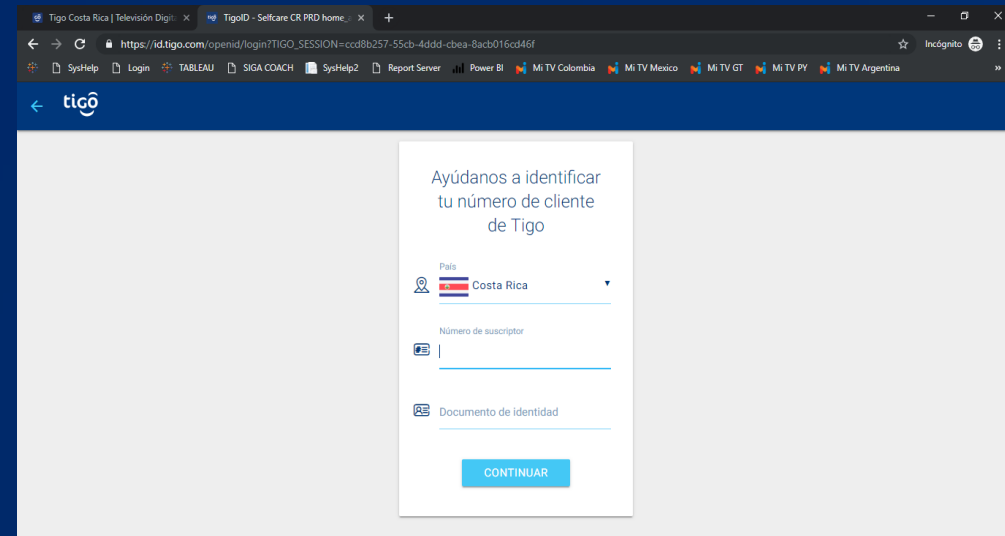 Tigo Costa Rica | Televisión Digit
TigoID - Selfcare CR PRD home_a
https://id.tigo.com/openid/login?TIGO_SESSION=ccd8b257-55cb-4ddd-cbea-8acb016cd46f
Incógnito
SysHelp Login TABLEAU SIGA COACH SysHelp2 Report Server Power BI Mi TV Colombia Mi TV Mexico Mi TV GT Mi TV PY Mi TV Argentina »
tigô
Ayúdanos a identificar
tu número de cliente
de Tigo
País
Costa Rica
Número de suscriptor
Documento de identidad
CONTINUAR